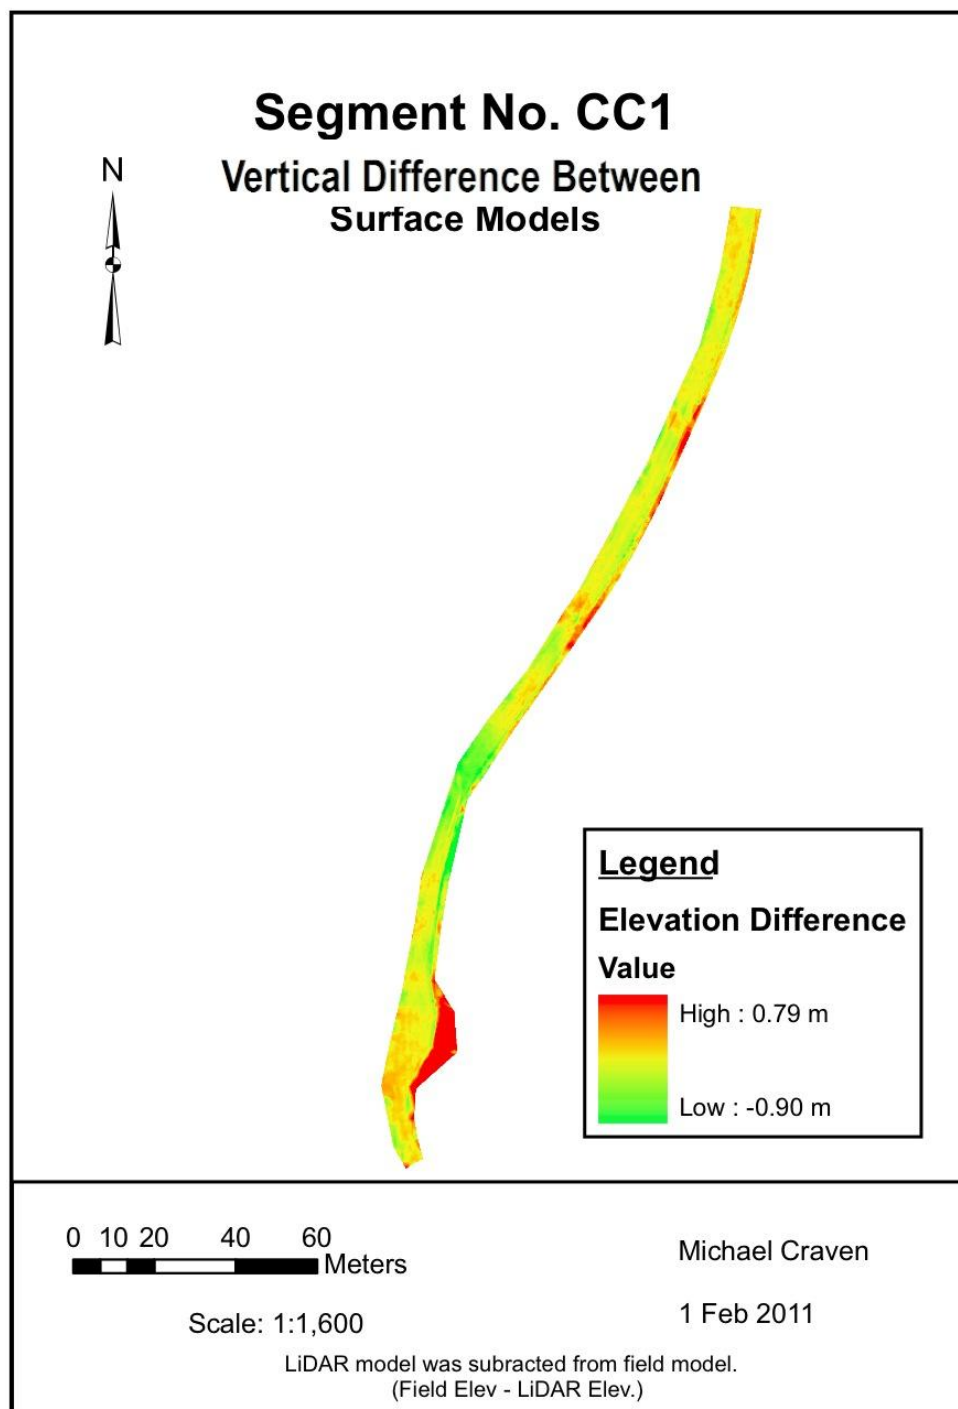 Segment No. CC1
Vertical Difference Between
Surface Models
N
Legend
Elevation Difference
Value
High : 0.79 m
Low : -0.90 m
0 10 20 40 60
Meters
Scale: 1:1,600
Michael Craven
1 Feb 2011
LiDAR model was subracted from field model.
(Field Elev - LiDAR Elev.)